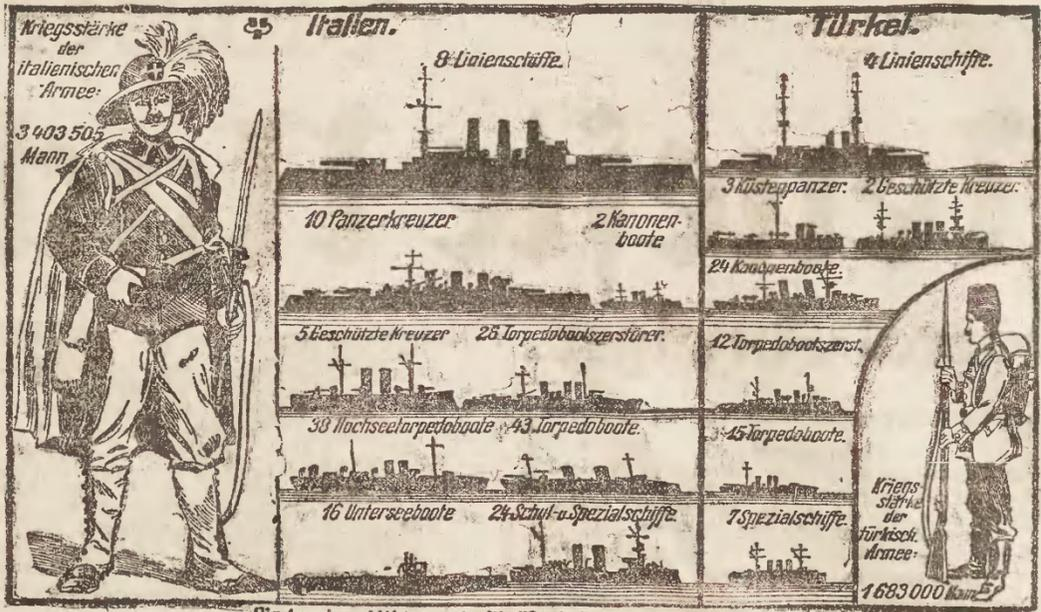 Kriegsstärke
der
italienischen
Armee:
3 403 505
Mann
Italien.
8 Linienschiffe.
10 Panzerkreuzer
2 Kanonen-
boote
5 Geschützte Kreuzer
26 Torpedobootszerstörer.
38 Hochseetorpedoboote
43 Torpedoboote.
16 Unterseeboote
24 Schul-u. Spezialschiffe.
Türkei.
4 Linienschiffe.
3 Küstenpanzer.
2 Geschützte Kreuzer.
24 Kanonenboote.
12 Torpedobootszerst.
15 Torpedoboote.
7 Spezialschiffe.
Kriegs
stärke
der
türkisch.
Armee:
1 683 000 Mann